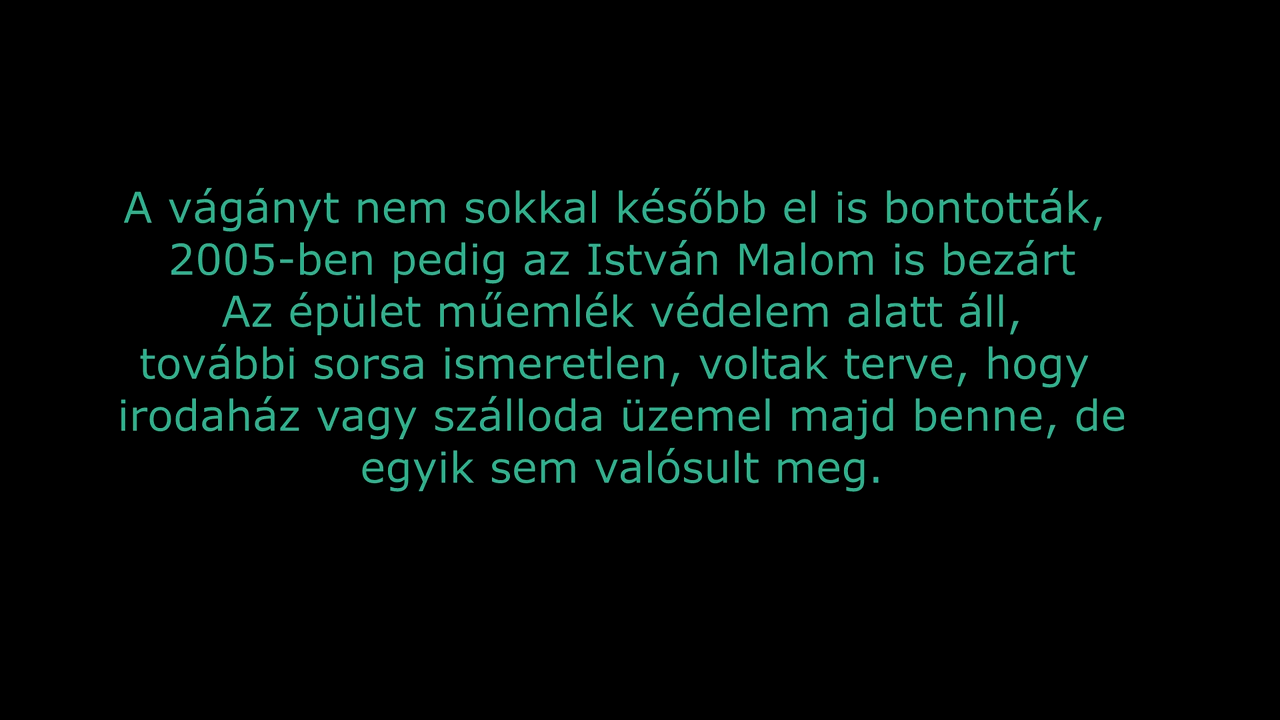 A vágányt nem sokkal később el is bontották,
2005-ben pedig az István Malom is bezárt
Az épület műemlék védelem alatt áll,
további sorsa ismeretlen, voltak terve, hogy
irodaház vagy szálloda üzemel majd benne, de
egyik sem valósult meg.